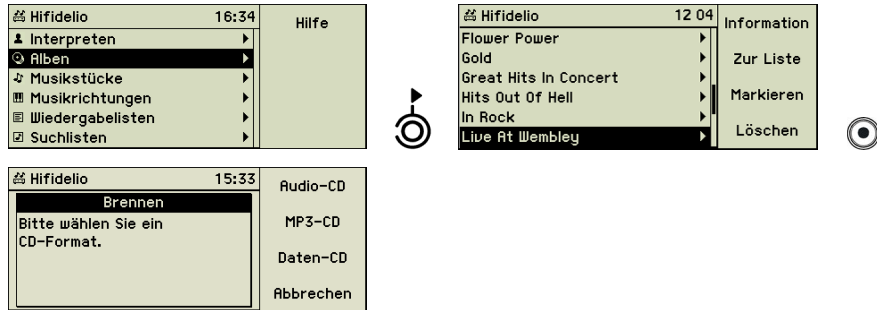 Hifidelio 16:34
Interpreten
Alben
Musikstücke
Musikrichtungen
Wiedergabelisten
Suchlisten
Hilfe
Hifidelio 12 04
Flower Power
Gold
Great Hits In Concert
Hits Out Of Hell
In Rock
Live At Wembley
Information
Zur Liste
Markieren
Löschen
Hifidelio 15:33
Brennen
Bitte wählen Sie ein
CD-Format.
Audio-CD
MP3-CD
Daten-CD
Abbrechen